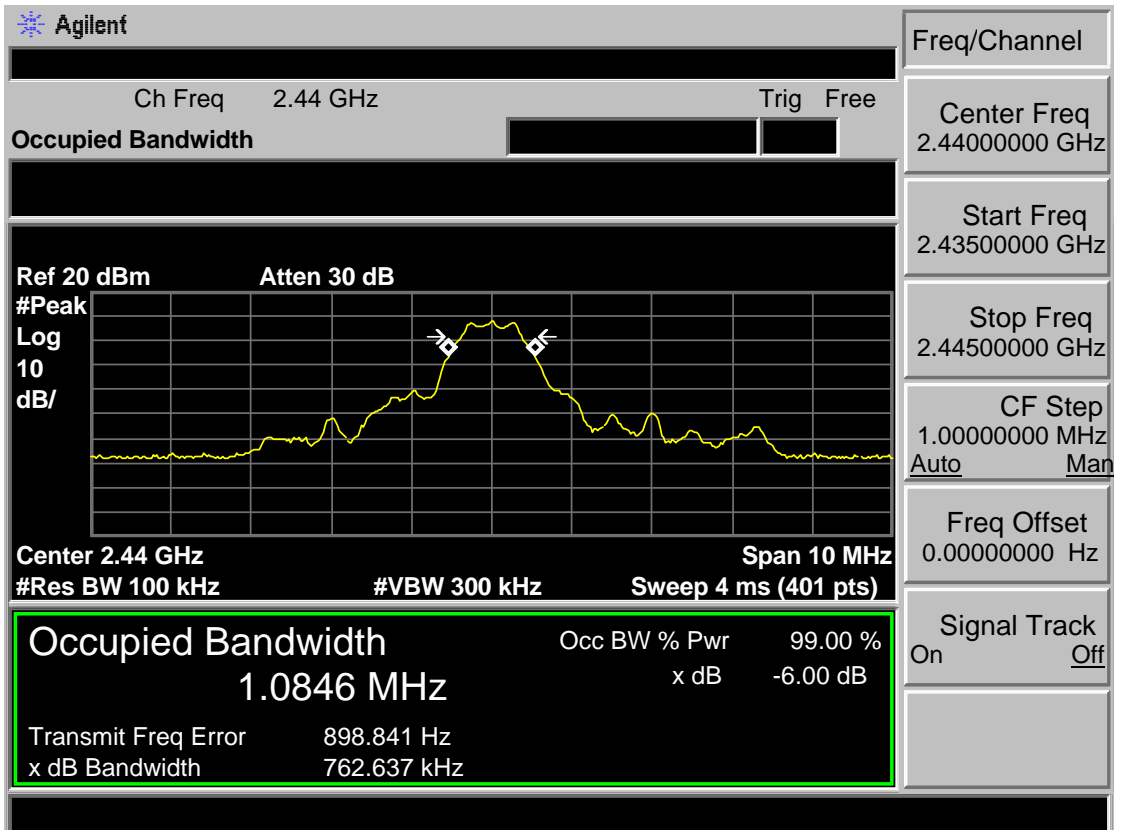 Agilent
Freq/Channel
Ch Freq 2.44 GHz Trig Free
Occupied Bandwidth
Center Freq
2.44000000 GHz
Start Freq
2.43500000 GHz
Stop Freq
2.44500000 GHz
CF Step
1.00000000 MHz
Auto Man
Freq Offset
0.00000000 Hz
Signal Track
On Off
Ref 20 dBm Atten 30 dB
#Peak
Log
10
dB/
Center 2.44 GHz Span 10 MHz
#Res BW 100 kHz #VBW 300 kHz Sweep 4 ms (401 pts)
Occupied Bandwidth Occ BW % Pwr 99.00 %
1.0846 MHz x dB -6.00 dB
Transmit Freq Error 898.841 Hz
x dB Bandwidth 762.637 kHz